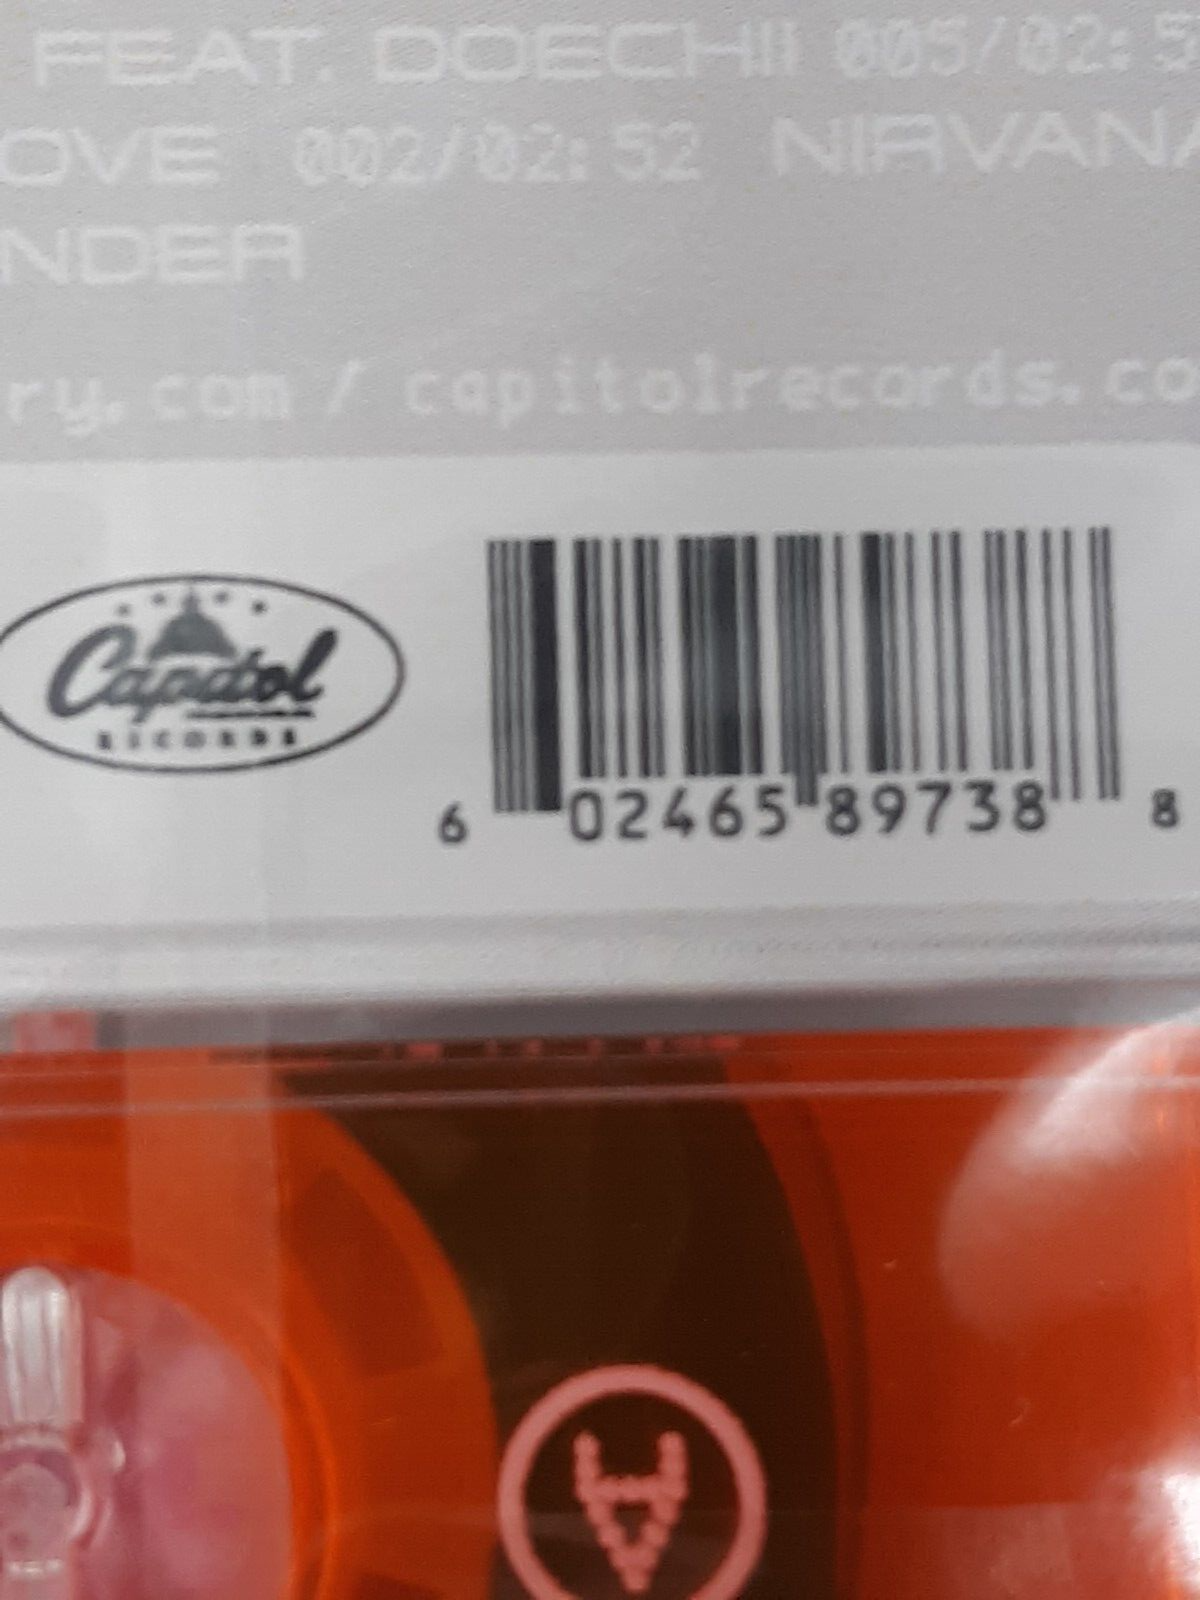 FEAT. DOECHII 005/02:5
OVE 002/02:52 NIRVANA
NDER
ry.com / capitolrecords.co
Capitol
RECORDS
6 02465 89738 8
A